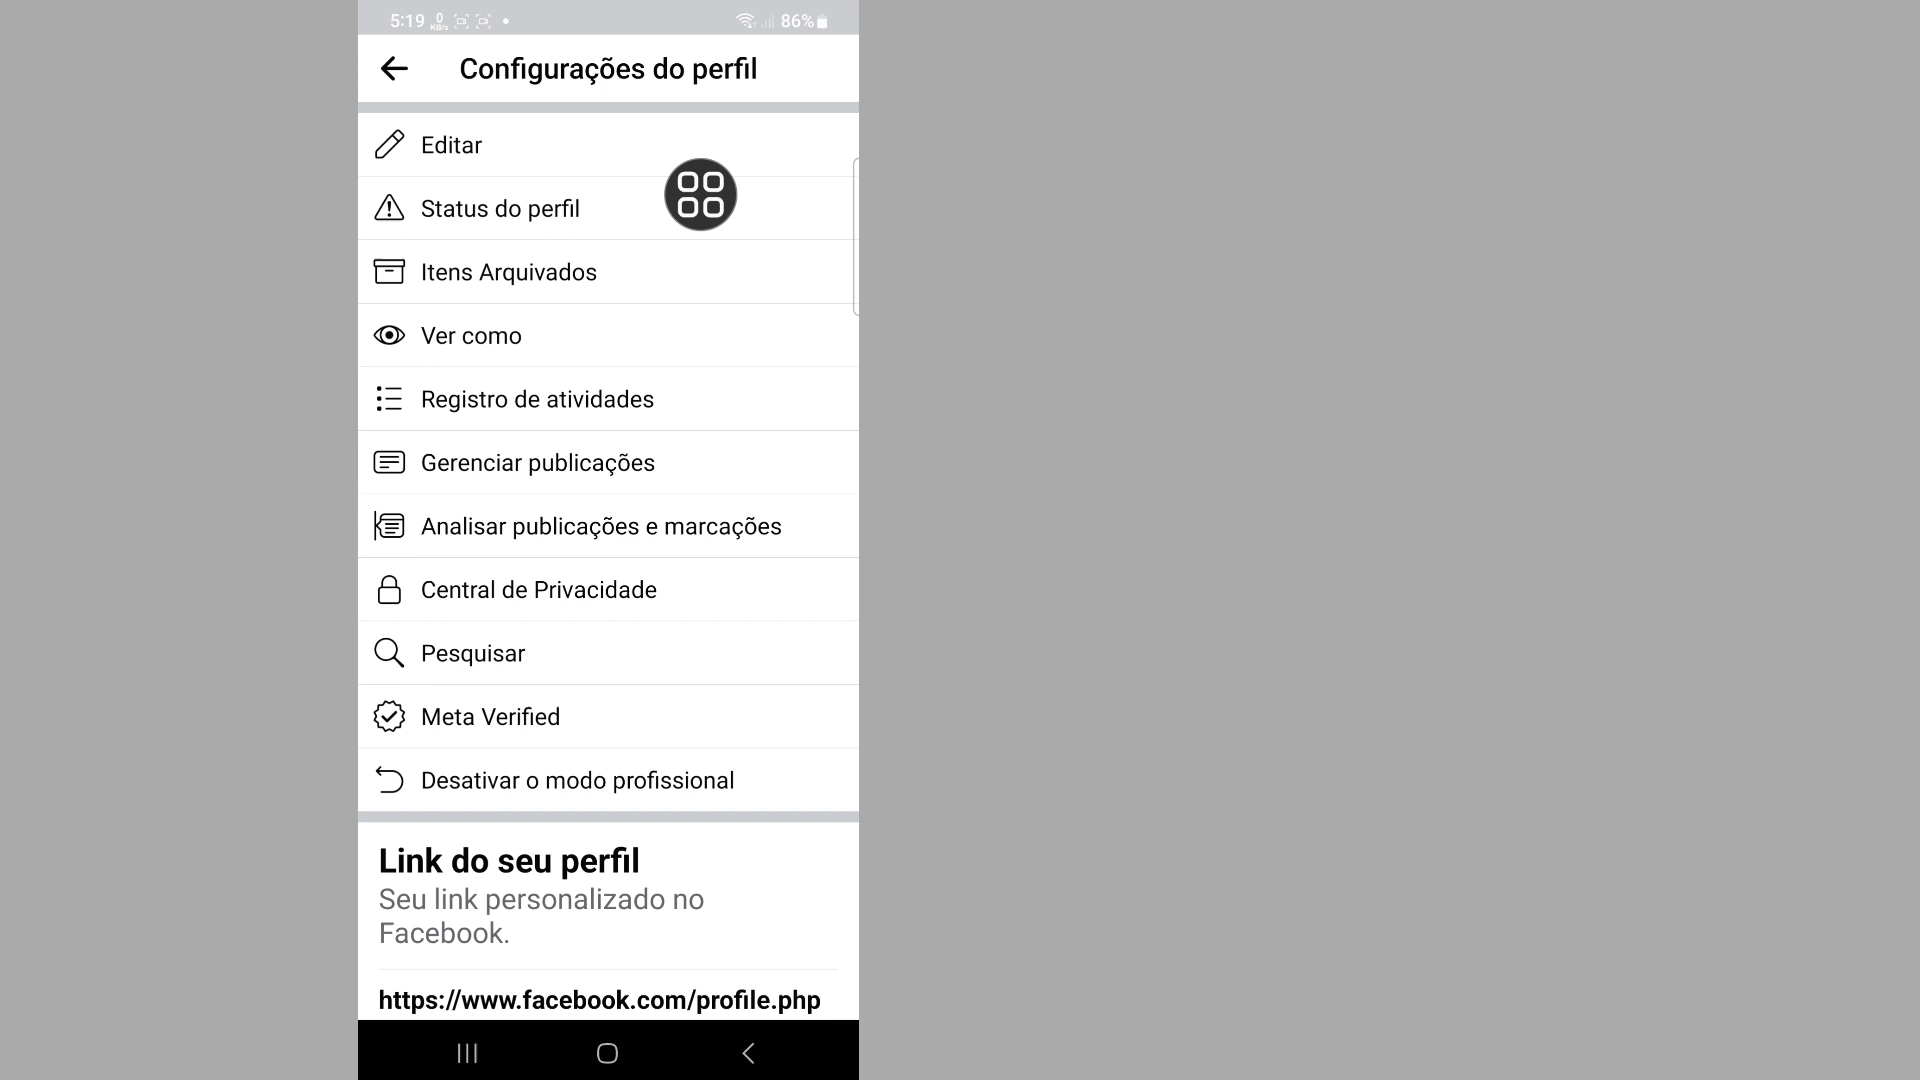 5:19 0 KB/s 86%
Configurações do perfil
Editar
Status do perfil
Itens Arquivados
Ver como
Registro de atividades
Gerenciar publicações
Analisar publicações e marcações
Central de Privacidade
Pesquisar
Meta Verified
Desativar o modo profissional
Link do seu perfil
Seu link personalizado no
Facebook.
https://www.facebook.com/profile.php